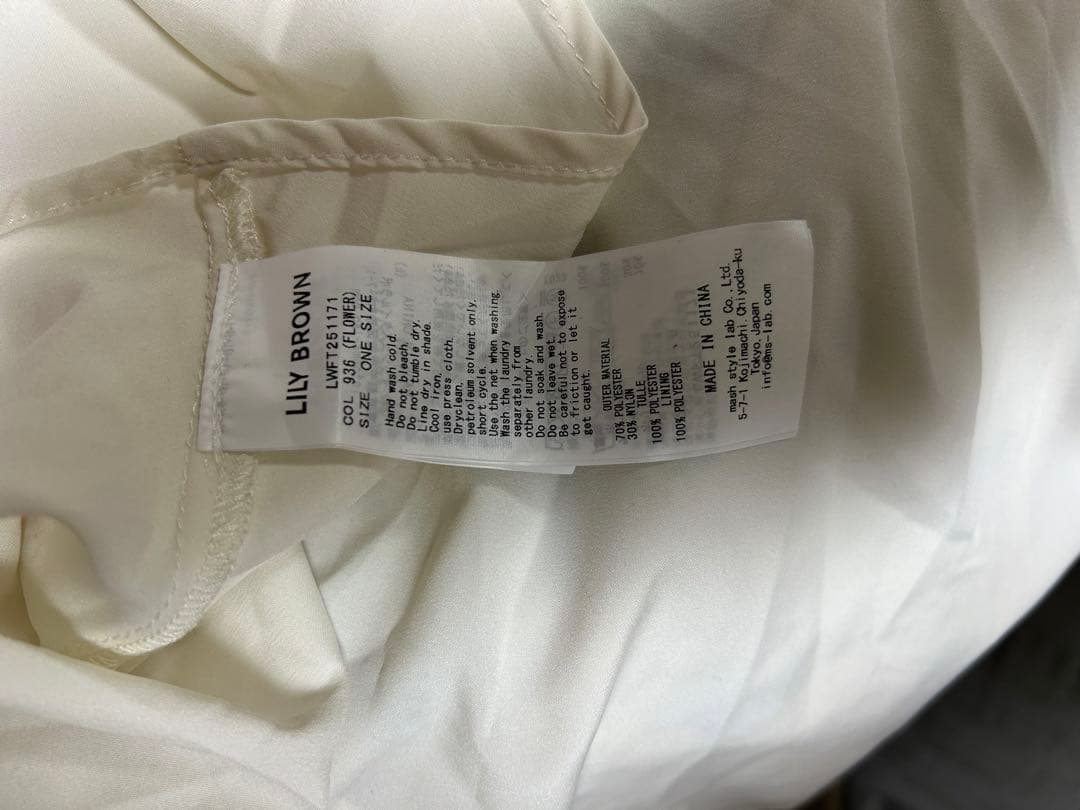 LILY BROWN
LWFT251171
COL 936 (FLOWER)
SIZE ONE SIZE
Hand wash cold.
Do not bleach.
Do not tumble dry.
Line dry in shade.
Cool iron,
use press cloth.
Dryclean,
petroleum solvent only.
short cycle.
Use the net when washing.
Wash the laundry
separately from
other laundry.
Do not soak and wash.
Do not leave wet.
Be careful not to expose
to friction or let it
get caught.
OUTER MATERIAL
70% POLYESTER
30% NYLON
TULLE
100% POLYESTER
LINING
100% POLYESTER
MADE IN CHINA
mash style lab Co., Ltd.
5-7-1 Kojimachi, Chiyoda-ku
Tokyo, Japan
info@ms-lab.com